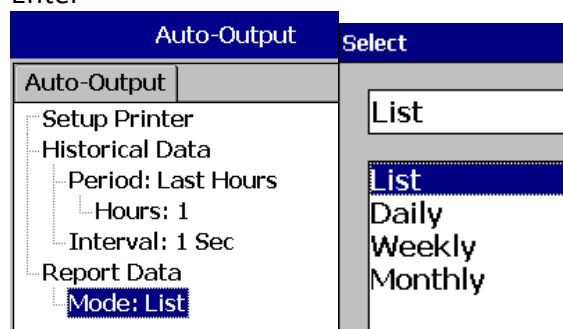 Enter
Auto-Output
Auto-Output
Setup Printer
Historical Data
Period: Last Hours
Hours: 1
Interval: 1 Sec
Report Data
Mode: List
Select
List
List
Daily
Weekly
Monthly